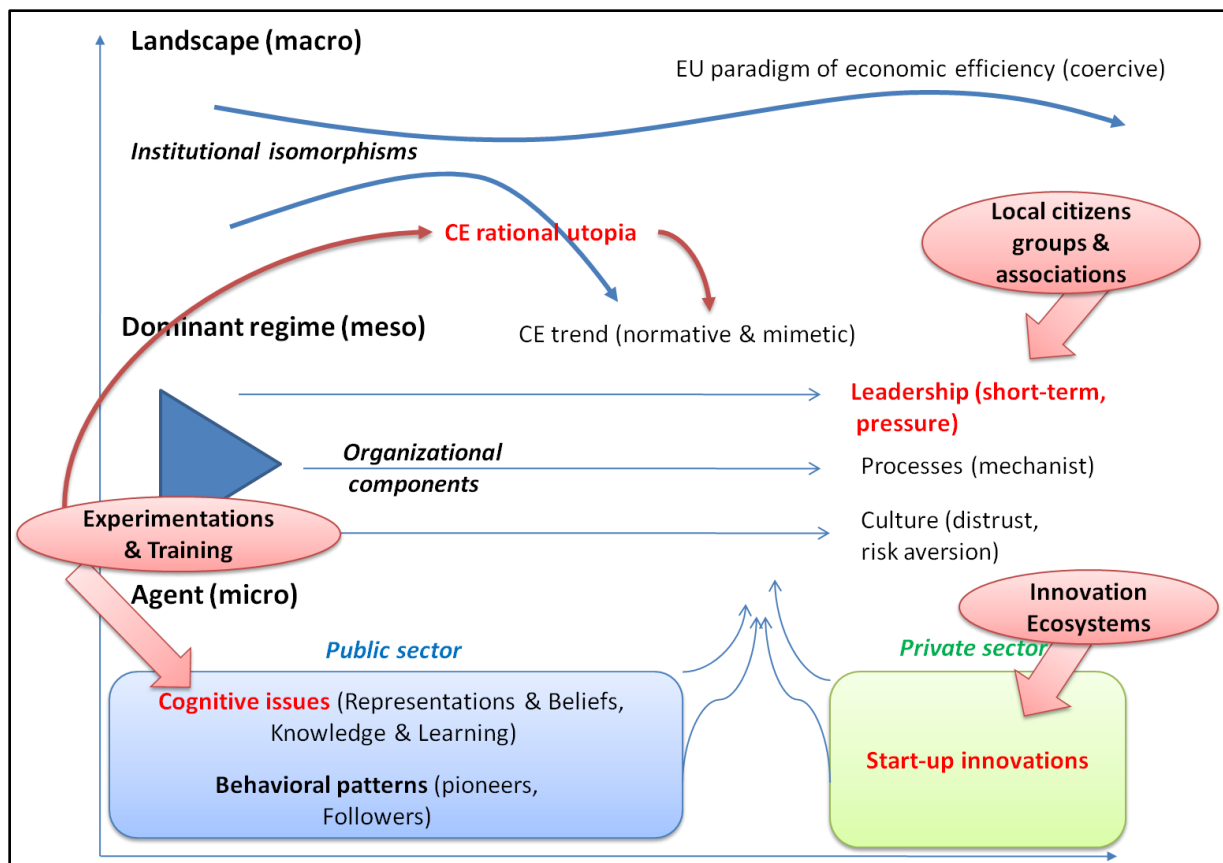 Landscape (macro)
EU paradigm of economic efficiency (coercive)
Institutional isomorphisms
Local citizens
groups &
associations
CE rational utopia
Dominant regime (meso)
CE trend (normative & mimetic)
Leadership (short-term,
pressure)
Organizational
components
Processes (mechanist)
Experimentations
& Training
Culture (distrust,
risk aversion)
Agent (micro)
Innovation
Ecosystems
Public sector
Private sector
Cognitive issues (Representations & Beliefs,
Knowledge & Learning)
Start-up innovations
Behavioral patterns (pioneers,
Followers)